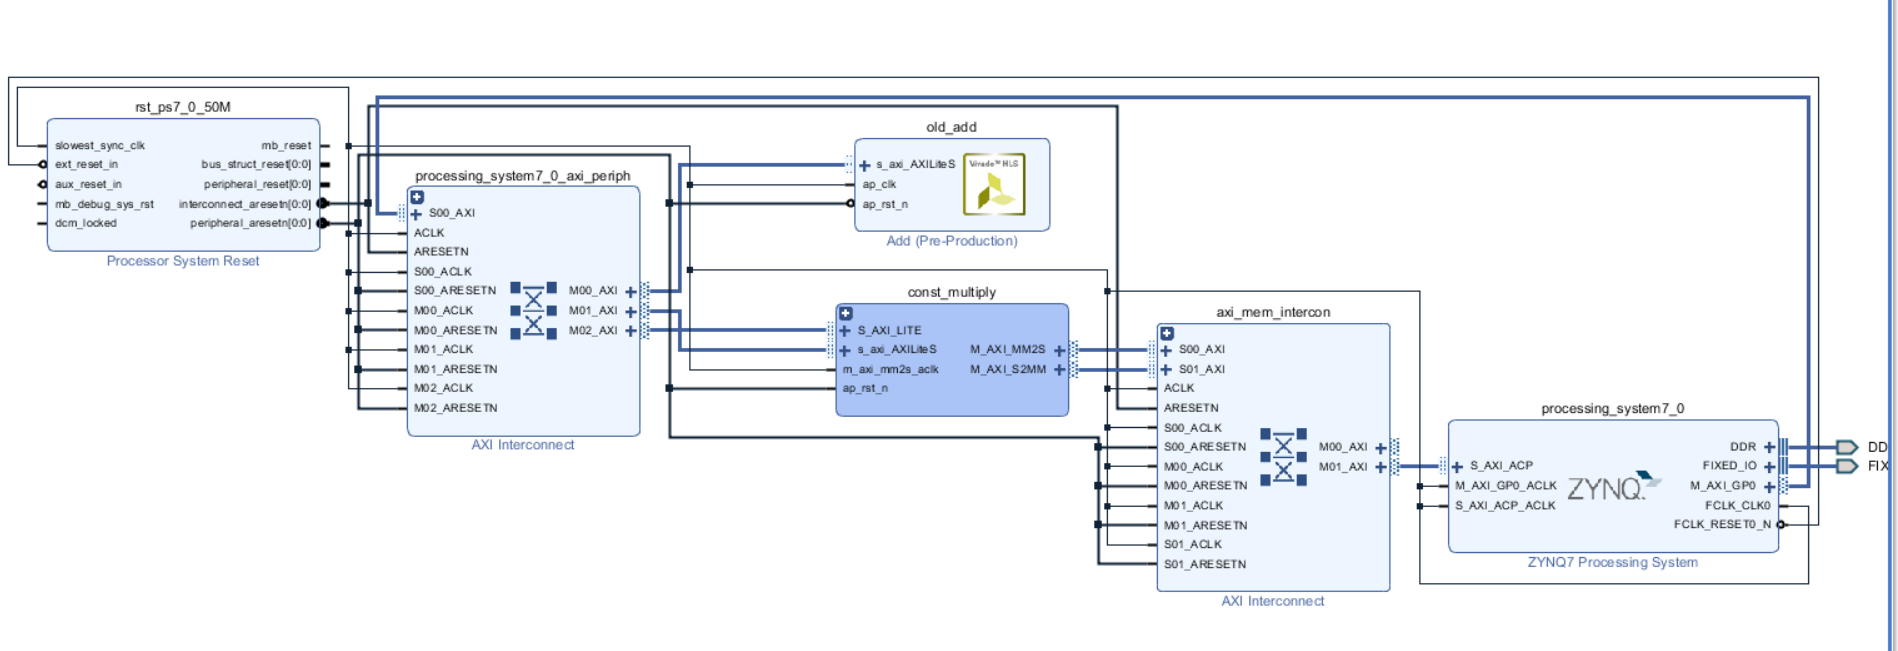 rst_ps7_0_50M
slowest_sync_clk
ext_reset_in
aux_reset_in
mb_debug_sys_rst
dcm_locked
mb_reset
bus_struct_reset[0:0]
peripheral_reset[0:0]
interconnect_aresetn[0:0]
peripheral_aresetn[0:0]
Processor System Reset
processing_system7_0_axi_periph
S00_AXI
ACLK
ARESETN
S00_ACLK
S00_ARESETN
M00_ACLK
M00_ARESETN
M01_ACLK
M01_ARESETN
M02_ACLK
M02_ARESETN
M00_AXI
M01_AXI
M02_AXI
AXI Interconnect
old_add
s_axi_AXILiteS
ap_clk
ap_rst_n
Vivado™ HLS
Add (Pre-Production)
const_multiply
S_AXI_LITE
s_axi_AXILiteS
m_axi_mm2s_aclk
ap_rst_n
M_AXI_MM2S
M_AXI_S2MM
axi_mem_intercon
S00_AXI
S01_AXI
ACLK
ARESETN
S00_ACLK
S00_ARESETN
M00_ACLK
M00_ARESETN
M01_ACLK
M01_ARESETN
S01_ACLK
S01_ARESETN
M00_AXI
M01_AXI
AXI Interconnect
processing_system7_0
S_AXI_ACP
M_AXI_GP0_ACLK
S_AXI_ACP_ACLK
ZYNQ.
DDR
FIXED_IO
M_AXI_GP0
FCLK_CLK0
FCLK_RESET0_N
ZYNQ7 Processing System
DD
FIX